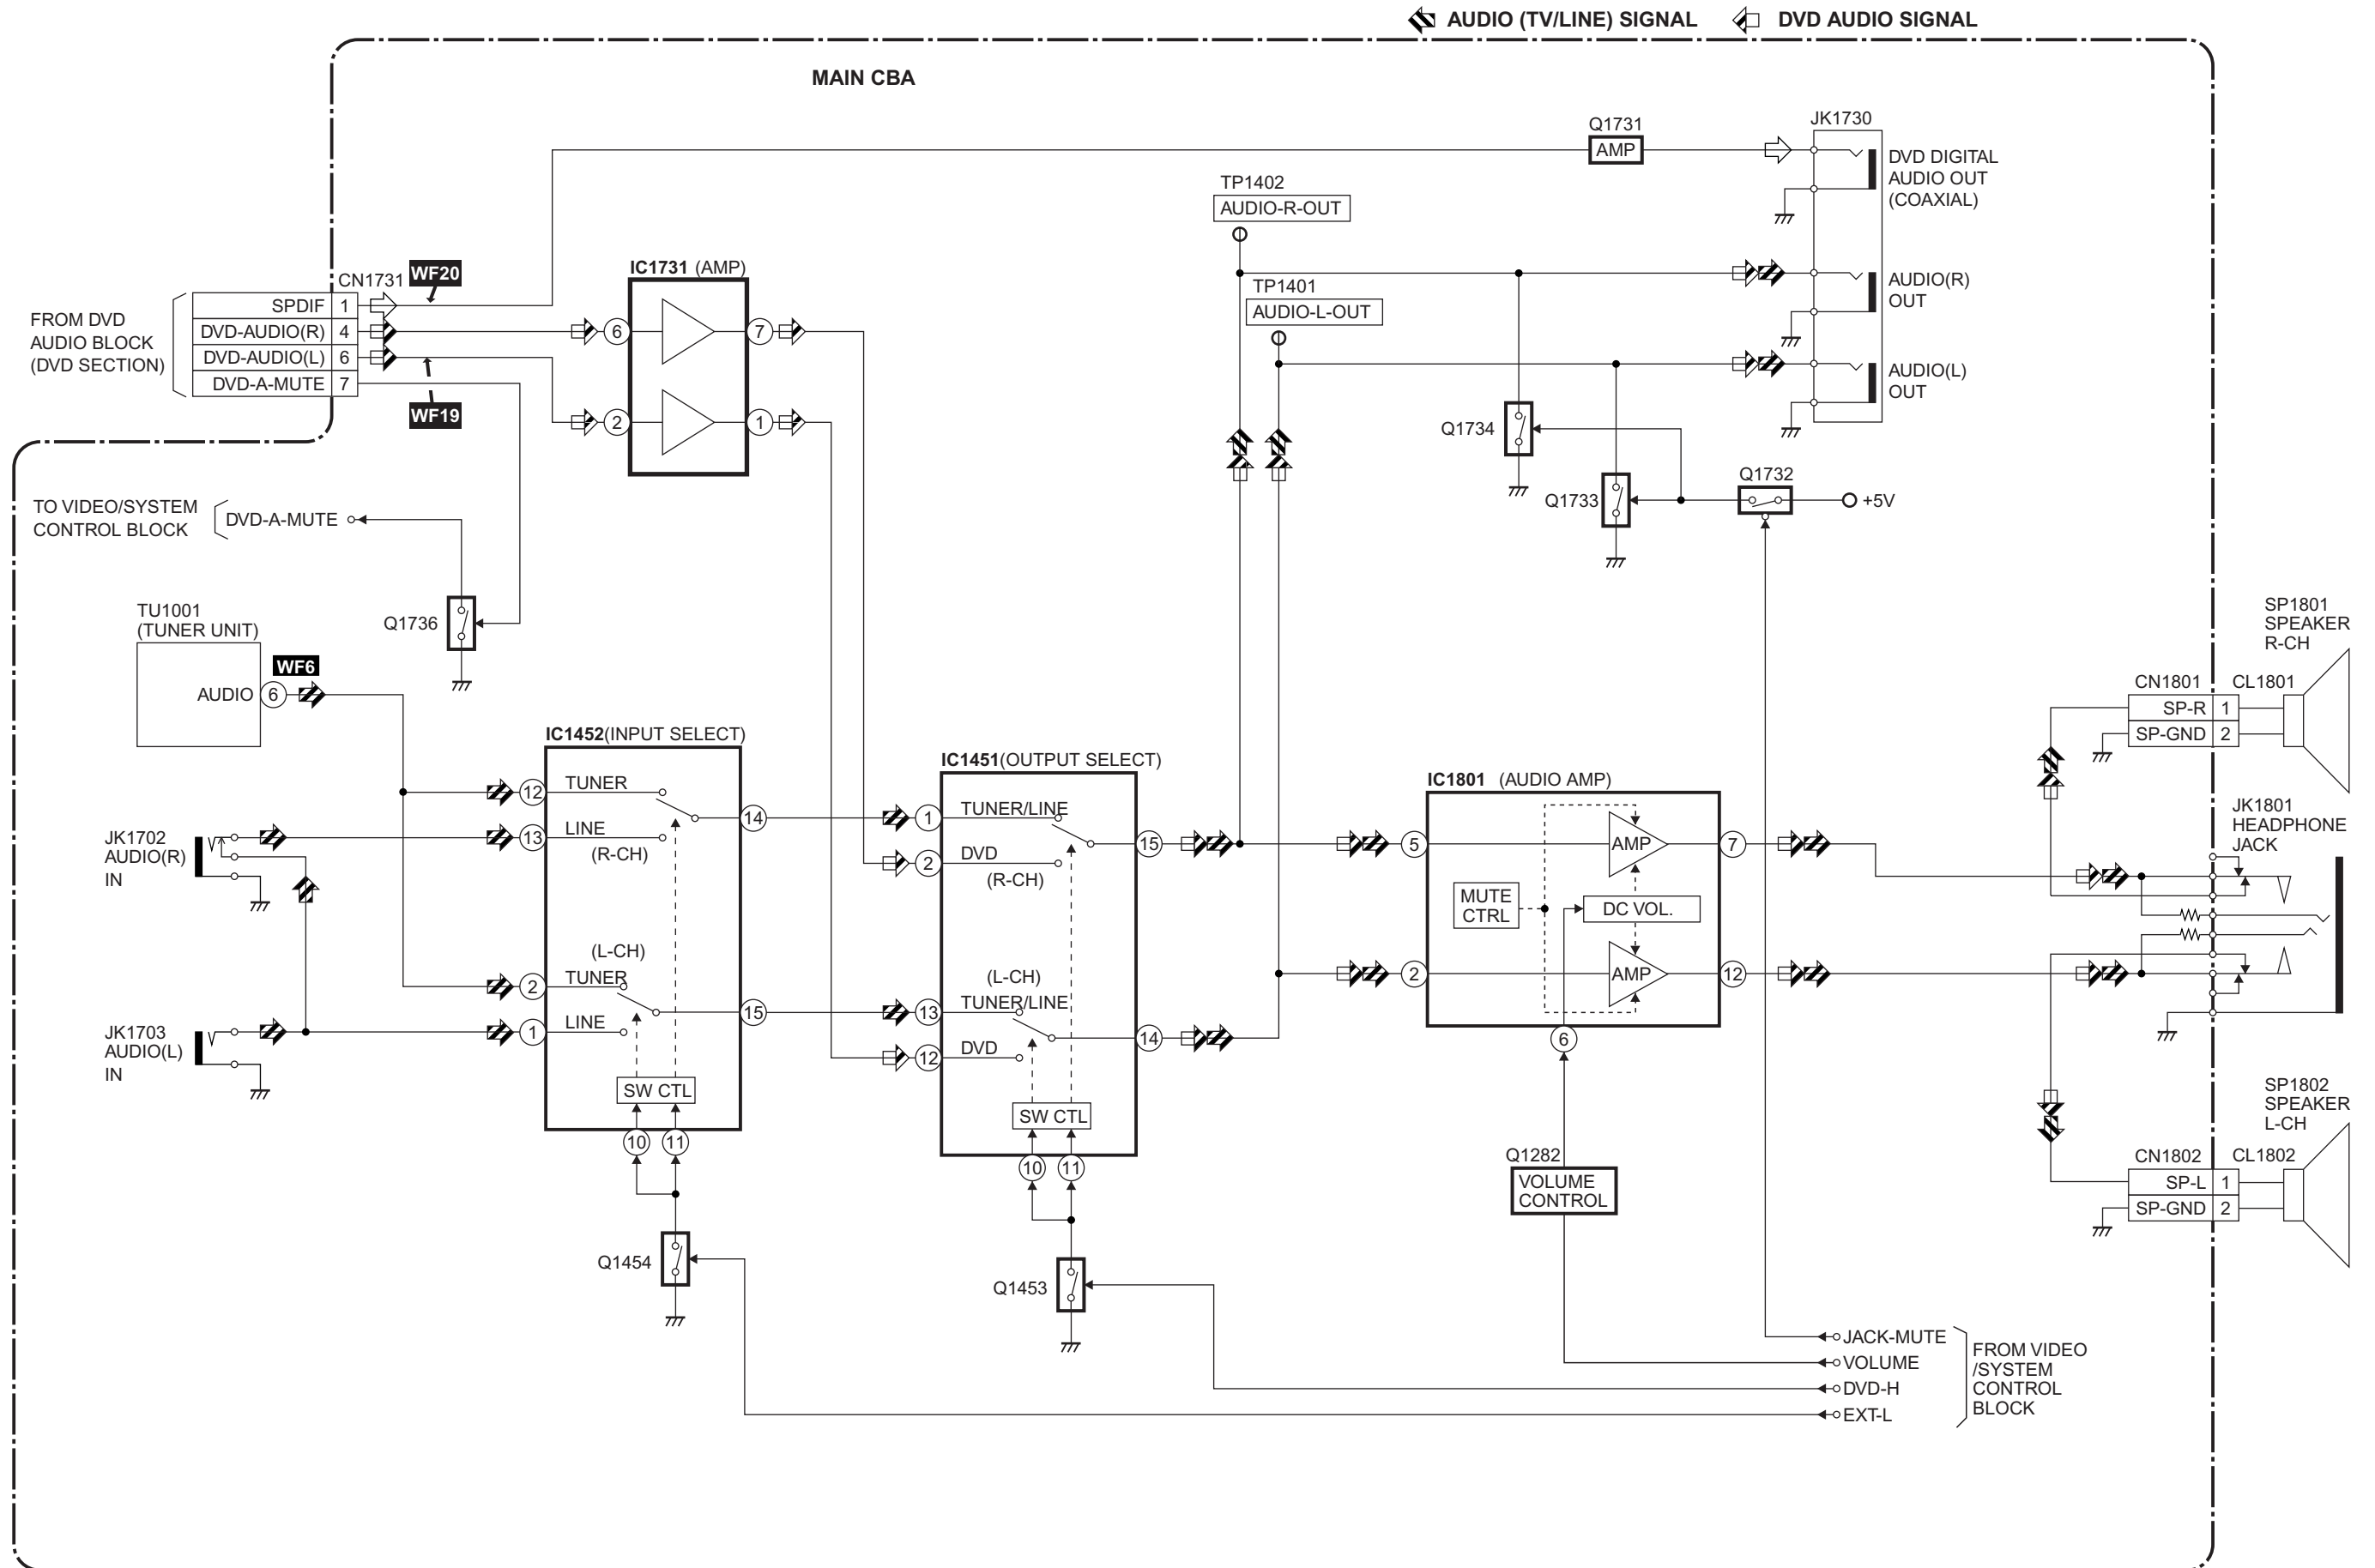 AUDIO (TV/LINE) SIGNAL
DVD AUDIO SIGNAL
MAIN CBA
Q1731
AMP
JK1730
DVD DIGITAL
AUDIO OUT
(COAXIAL)
TP1402
AUDIO-R-OUT
CN1731
WF20
IC1731 (AMP)
TP1401
AUDIO-L-OUT
AUDIO(R)
OUT
AUDIO(L)
OUT
FROM DVD
AUDIO BLOCK
(DVD SECTION)
SPDIF 1
DVD-AUDIO(R) 4
DVD-AUDIO(L) 6
DVD-A-MUTE 7
WF19
6
7
2
1
Q1734
Q1732
Q1733
+5V
TO VIDEO/SYSTEM
CONTROL BLOCK
DVD-A-MUTE
Q1736
TU1001
(TUNER UNIT)
WF6
AUDIO 6
SP1801
SPEAKER
R-CH
CN1801
CL1801
SP-R 1
SP-GND 2
IC1452(INPUT SELECT)
12
TUNER
13
LINE
(R-CH)
14
(L-CH)
2
TUNER
1
LINE
15
SW CTL
10
11
JK1702
AUDIO(R)
IN
JK1703
AUDIO(L)
IN
IC1451(OUTPUT SELECT)
1
TUNER/LINE
2
DVD
(R-CH)
15
(L-CH)
13
TUNER/LINE
12
DVD
14
SW CTL
10
11
IC1801 (AUDIO AMP)
5
AMP
7
MUTE
CTRL
DC VOL.
2
AMP
12
6
JK1801
HEADPHONE
JACK
SP1802
SPEAKER
L-CH
CN1802
CL1802
SP-L 1
SP-GND 2
Q1282
VOLUME
CONTROL
Q1454
Q1453
JACK-MUTE
VOLUME
DVD-H
EXT-L
FROM VIDEO
/SYSTEM
CONTROL
BLOCK